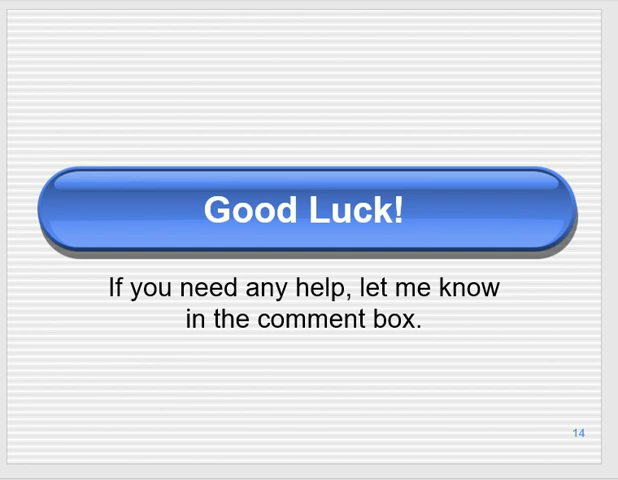 Good Luck!
If you need any help, let me know
in the comment box.
14